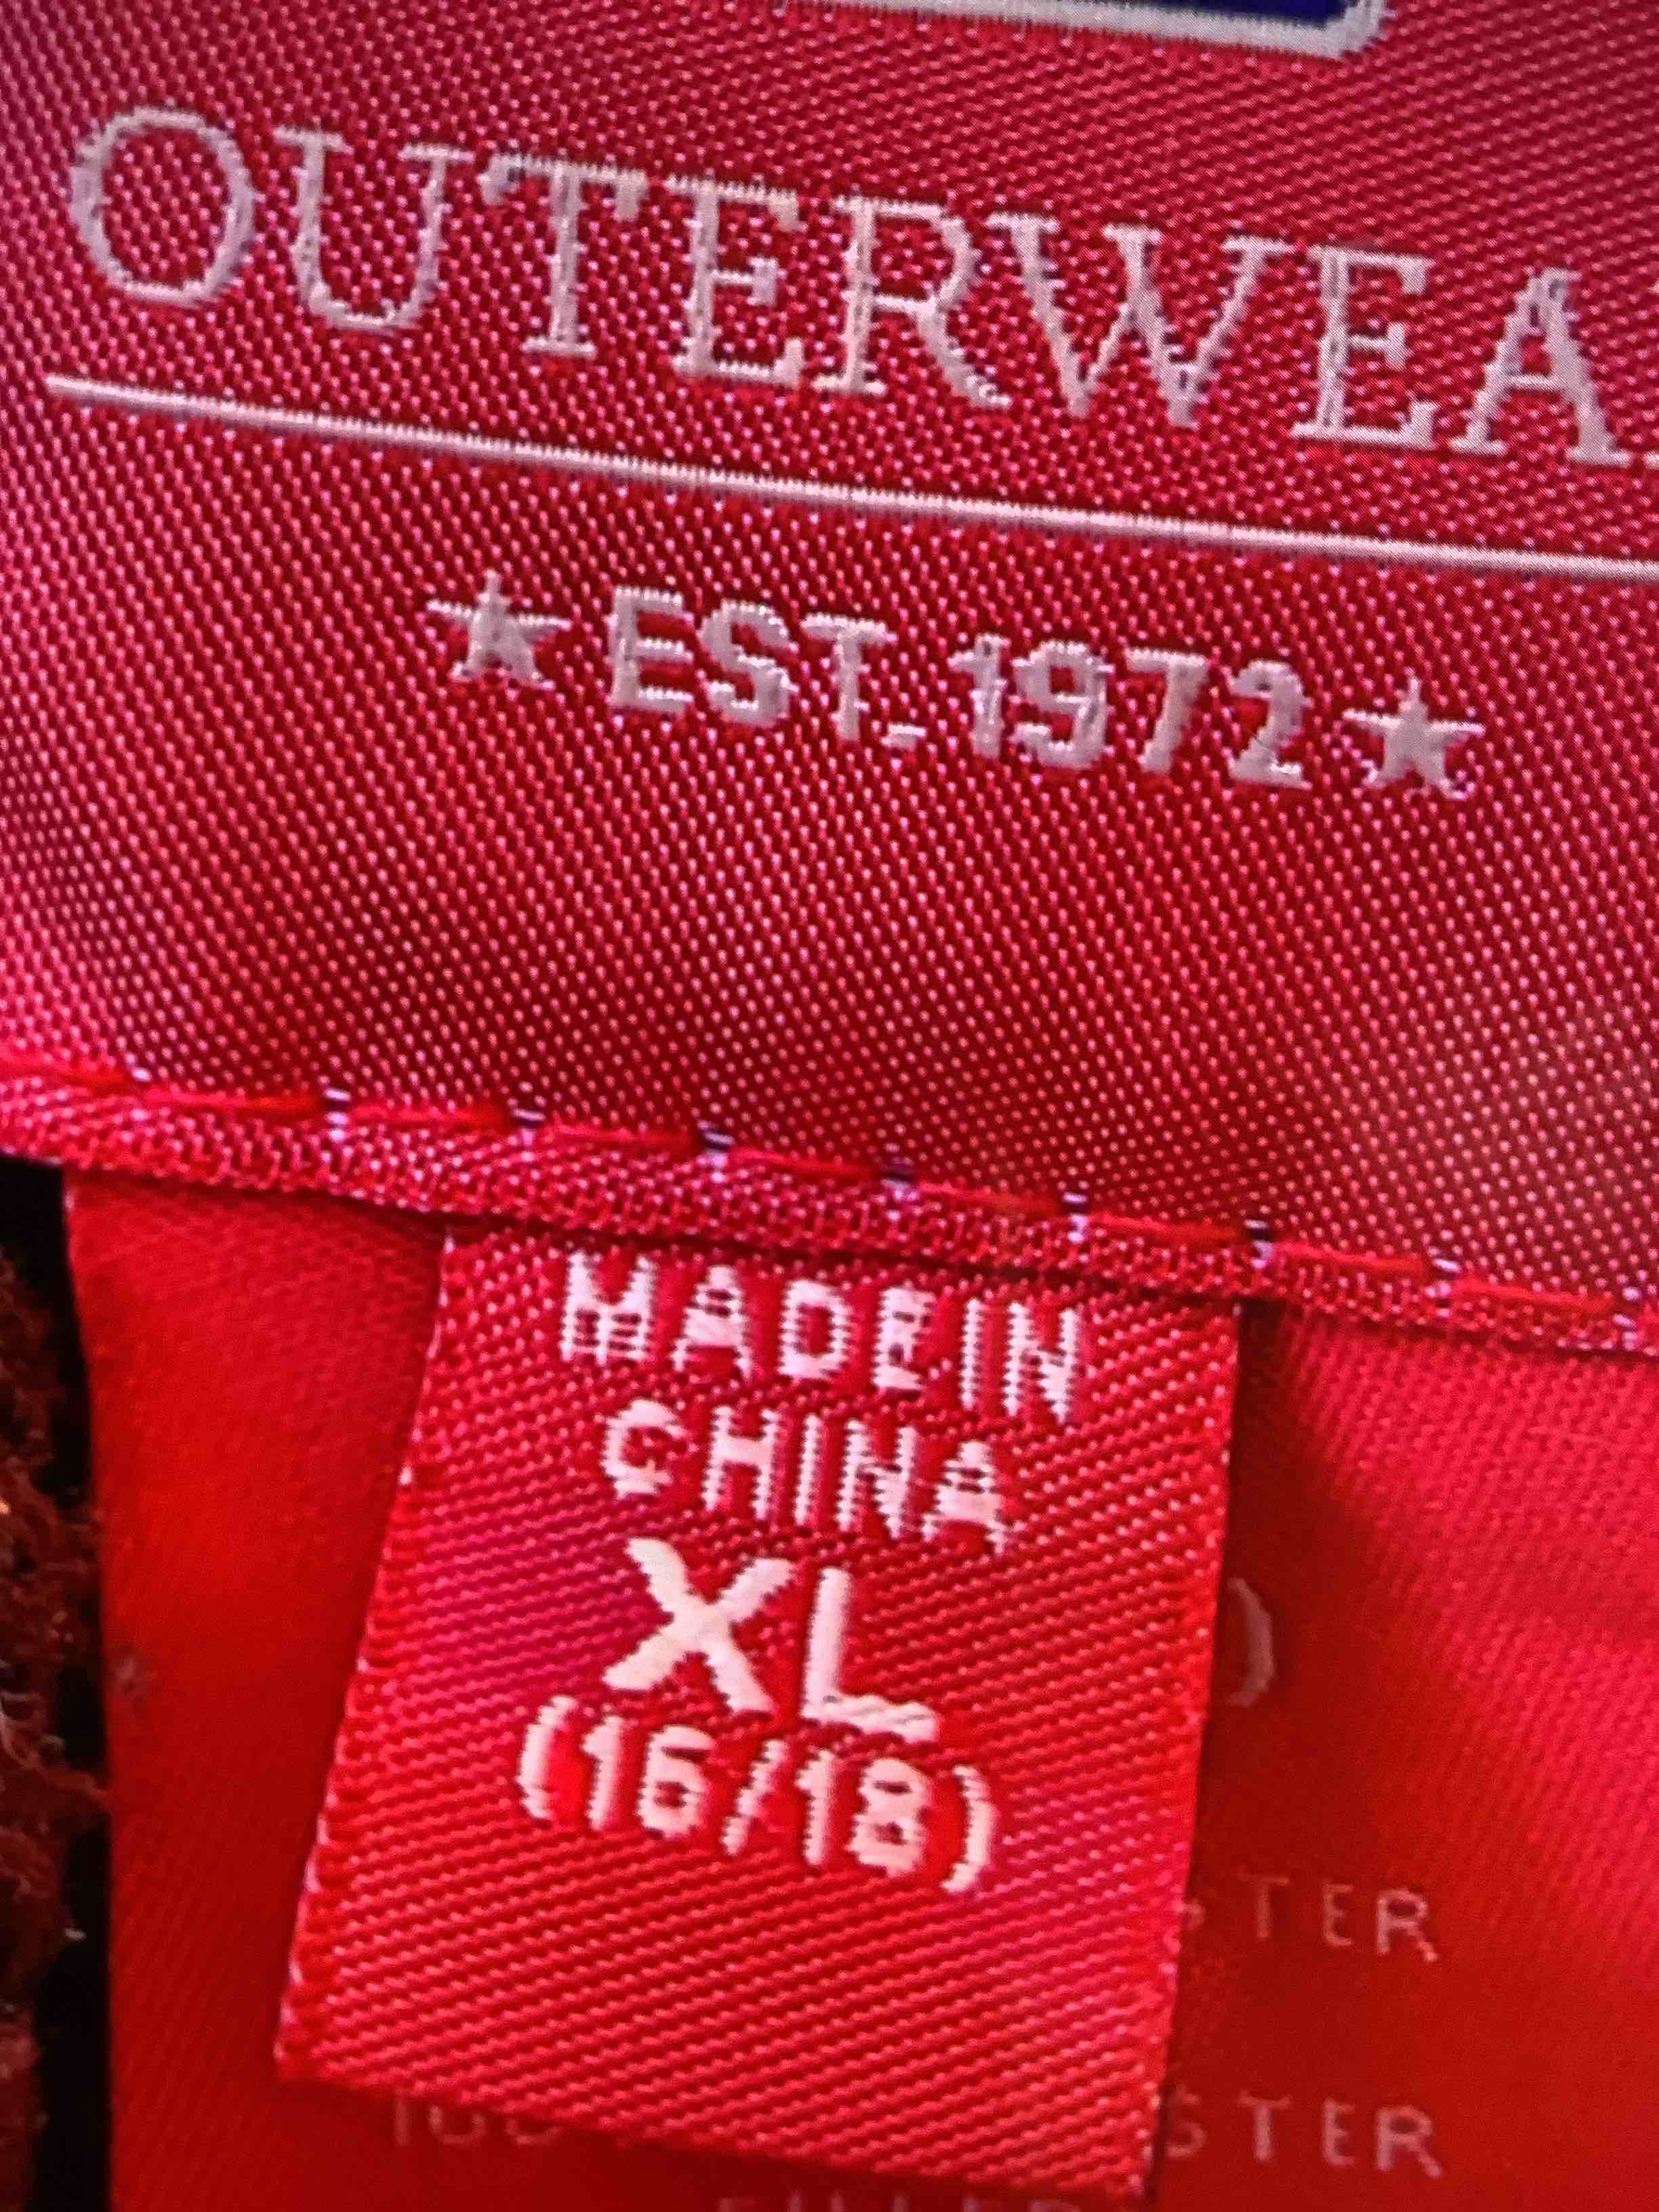 OUTERWEA
★ EST. 1972 ★
MADE IN
CHINA
XL
(16/18)